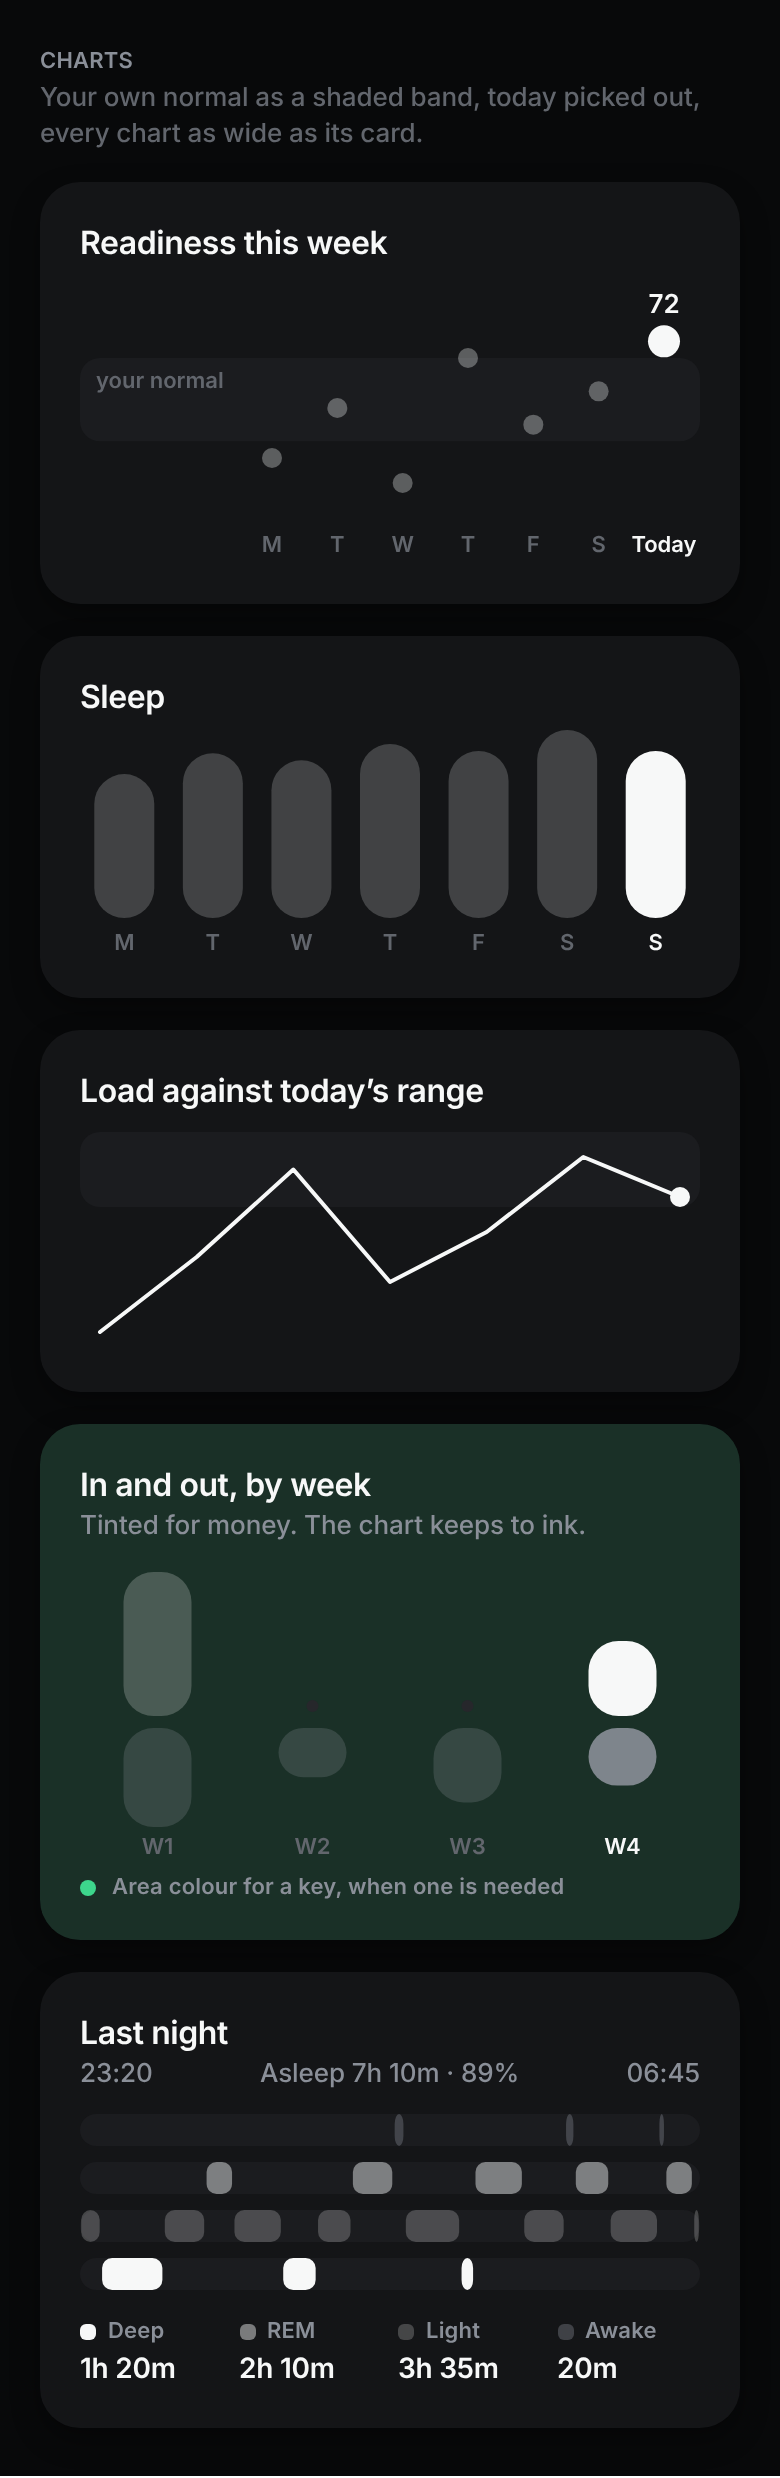 CHARTS
Your own normal as a shaded band, today picked out,
every chart as wide as its card.
Readiness this week
72
your normal
M T W T F S Today
Sleep
M T W T F S S
Load against today’s range
In and out, by week
Tinted for money. The chart keeps to ink.
W1 W2 W3 W4
Area colour for a key, when one is needed
Last night
23:20 Asleep 7h 10m · 89% 06:45
Deep REM Light Awake
1h 20m 2h 10m 3h 35m 20m